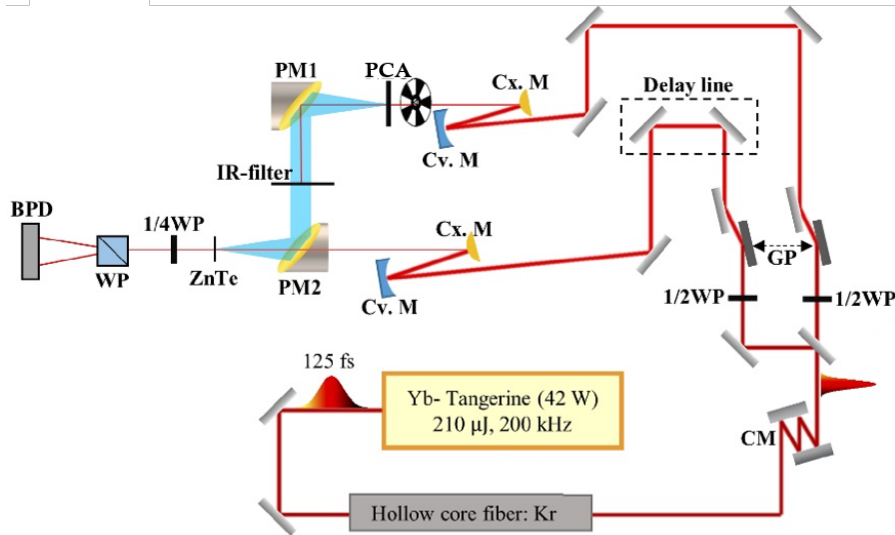 PM1
PCA
Cx. M
Delay line
Cv. M
IR-filter
BPD
1/4WP
Cx. M
GP
WP
ZnTe
PM2
Cv. M
1/2WP
1/2WP
125 fs
Yb- Tangerine (42 W)
210 μJ, 200 kHz
CM
Hollow core fiber: Kr